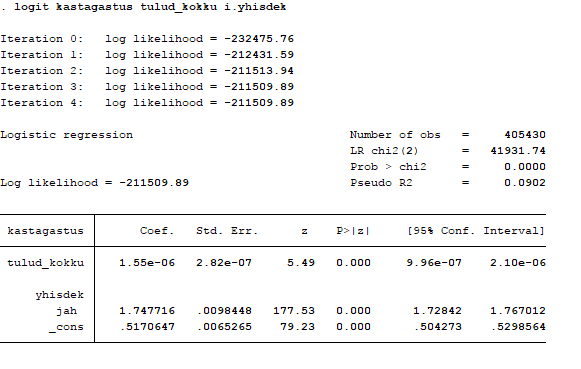 . logit kastagastus tulud_kokku i.yhisdek
Iteration 0:   log likelihood = -232475.76
Iteration 1:   log likelihood = -212431.59
Iteration 2:   log likelihood = -211513.94
Iteration 3:   log likelihood = -211509.89
Iteration 4:   log likelihood = -211509.89
Logistic regression                               Number of obs   =     405430
LR chi2(2)      =   41931.74
Prob > chi2     =     0.0000
Log likelihood = -211509.89                       Pseudo R2       =     0.0902
kastagastus       Coef.   Std. Err.      z    P>|z|     [95% Conf. Interval]
tulud_kokku    1.55e-06   2.82e-07     5.49   0.000     9.96e-07    2.10e-06
yhisdek
jah     1.747716   .0098448   177.53   0.000      1.72842    1.767012
_cons    .5170647   .0065265    79.23   0.000      .504273    .5298564